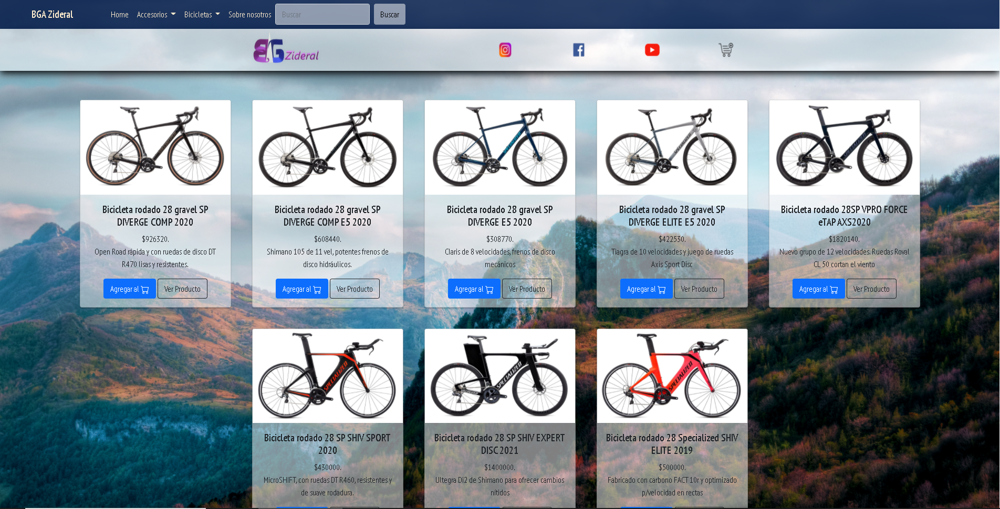 BGA Zideral
Home
Accesorios
Bicicletas
Sobre nosotros
Buscar
Buscar
BG Zideral
Bicicleta rodado 28 gravel SP
DIVERGE COMP 2020
$926320.
Open Road rápida y con ruedas de disco DT
R470 lisas y resistentes.
Agregar al
Ver Producto
Bicicleta rodado 28 gravel SP
DIVERGE COMP E5 2020
$608440.
Shimano 105 de 11 vel, potentes frenos de
disco hidráulicos.
Agregar al
Ver Producto
SPECIALIZED
Bicicleta rodado 28 gravel SP
DIVERGE E5 2020
$308770.
Claris de 8 velocidades, frenos de disco
mecánicos
Agregar al
Ver Producto
SPECIALIZED
Bicicleta rodado 28 gravel SP
DIVERGE ELITE E5 2020
$422530.
Tiagra de 10 velocidades y juego de ruedas
Axis Sport Disc
Agregar al
Ver Producto
Bicicleta rodado 28SP VPRO FORCE
eTAP AXS2020
$1820140.
Nuevo grupo de 12 velocidades. Ruedas Roval
CL 50 cortan el viento
Agregar al
Ver Producto
SPECIALIZED
Bicicleta rodado 28 SP SHIV SPORT
2020
$430000.
MicroSHIFT, con ruedas DT R460, resistentes y
de suave rodadura.
SPECIALIZED
Bicicleta rodado 28 SP SHIV EXPERT
DISC 2021
$1400000.
Ultegra Di2 de Shimano para ofrecer cambios
nítidos
SPECIALIZED
Bicicleta rodado 28 Specialized SHIV
ELITE 2019
$500000.
Fabricado con carbono FACT 10r y optimizado
p/velocidad en rectas